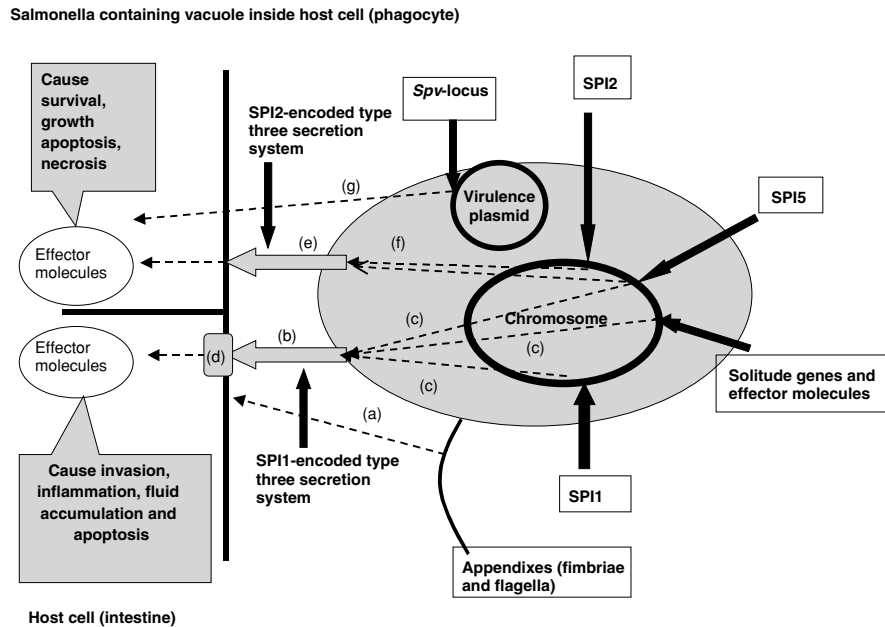 Salmonella containing vacuole inside host cell (phagocyte)
Cause
survival,
growth
apoptosis,
necrosis
SPI2-encoded type
three secretion
system
Spv-locus
SPI2
SPI5
Virulence
plasmid
(g)
(e)
(f)
Effector
molecules
Chromosome
(c)
(c)
(c)
(b)
(d)
Effector
molecules
(a)
Solitude genes and
effector molecules
Cause invasion,
inflammation, fluid
accumulation and
apoptosis
SPI1-encoded type
three secretion
system
SPI1
Appendixes (fimbriae
and flagella)
Host cell (intestine)